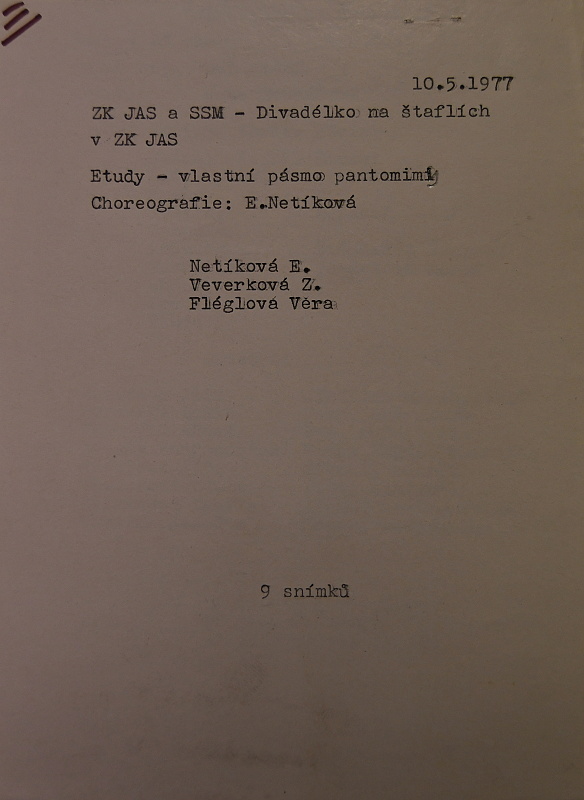 10.5.1977
ZK JAS a SSM - Divadélko na štaflích
v ZK JAS
Etudy - vlastní pásmo pantomimy
Choreografie: E.Netíková
Netíková E.
Veverková Z.
Fléglová Věra
9 snímků